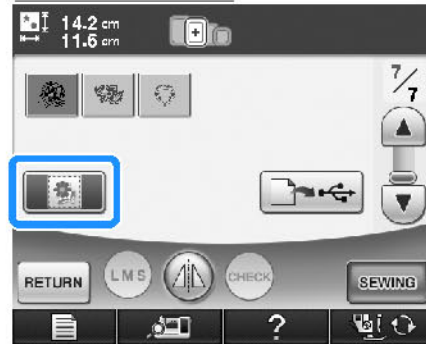 14.2 cm
11.6 cm
7/7
RETURN
LMS
CHECK
SEWING
?